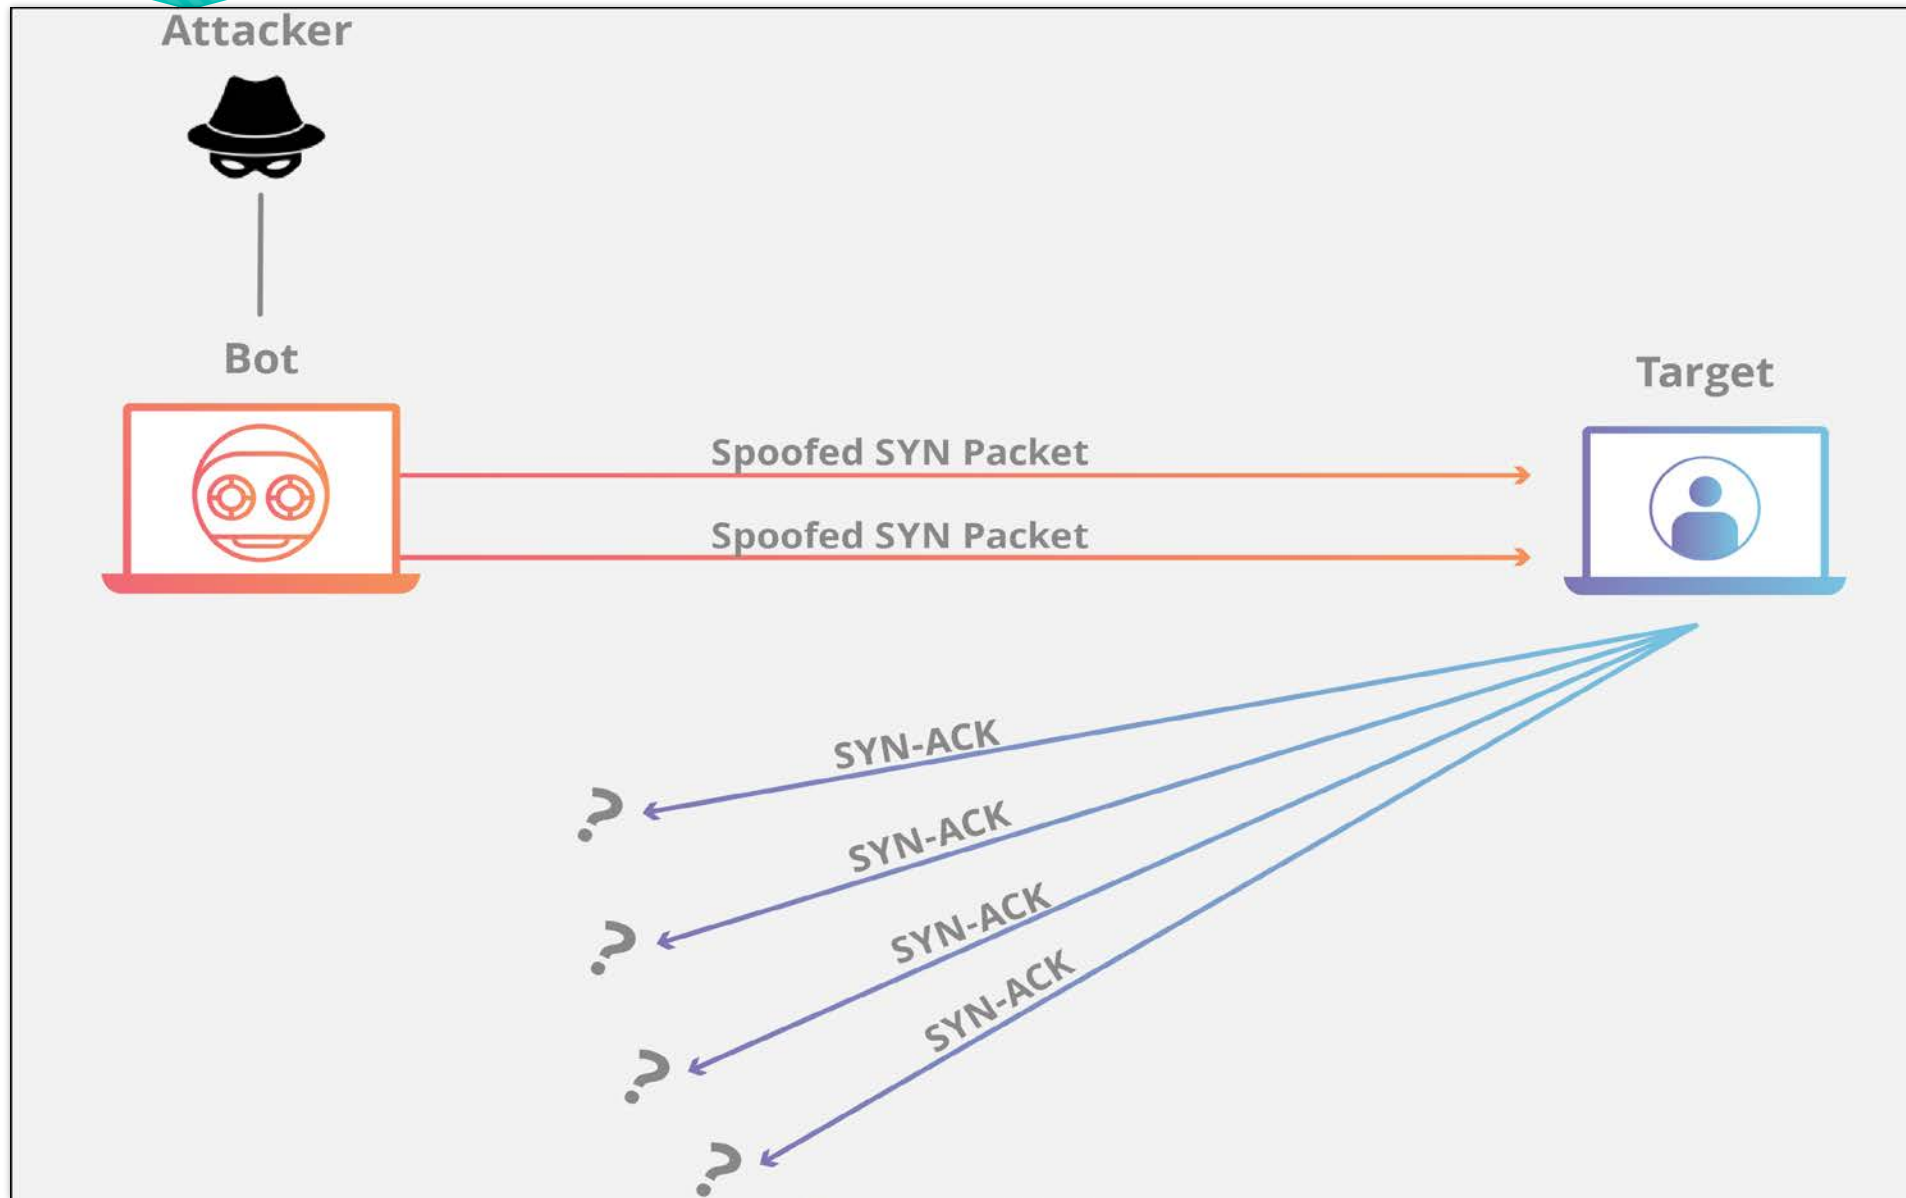 Attacker
Bot
Target
Spoofed SYN Packet
Spoofed SYN Packet
SYN-ACK
?
SYN-ACK
?
SYN-ACK
?
SYN-ACK
?